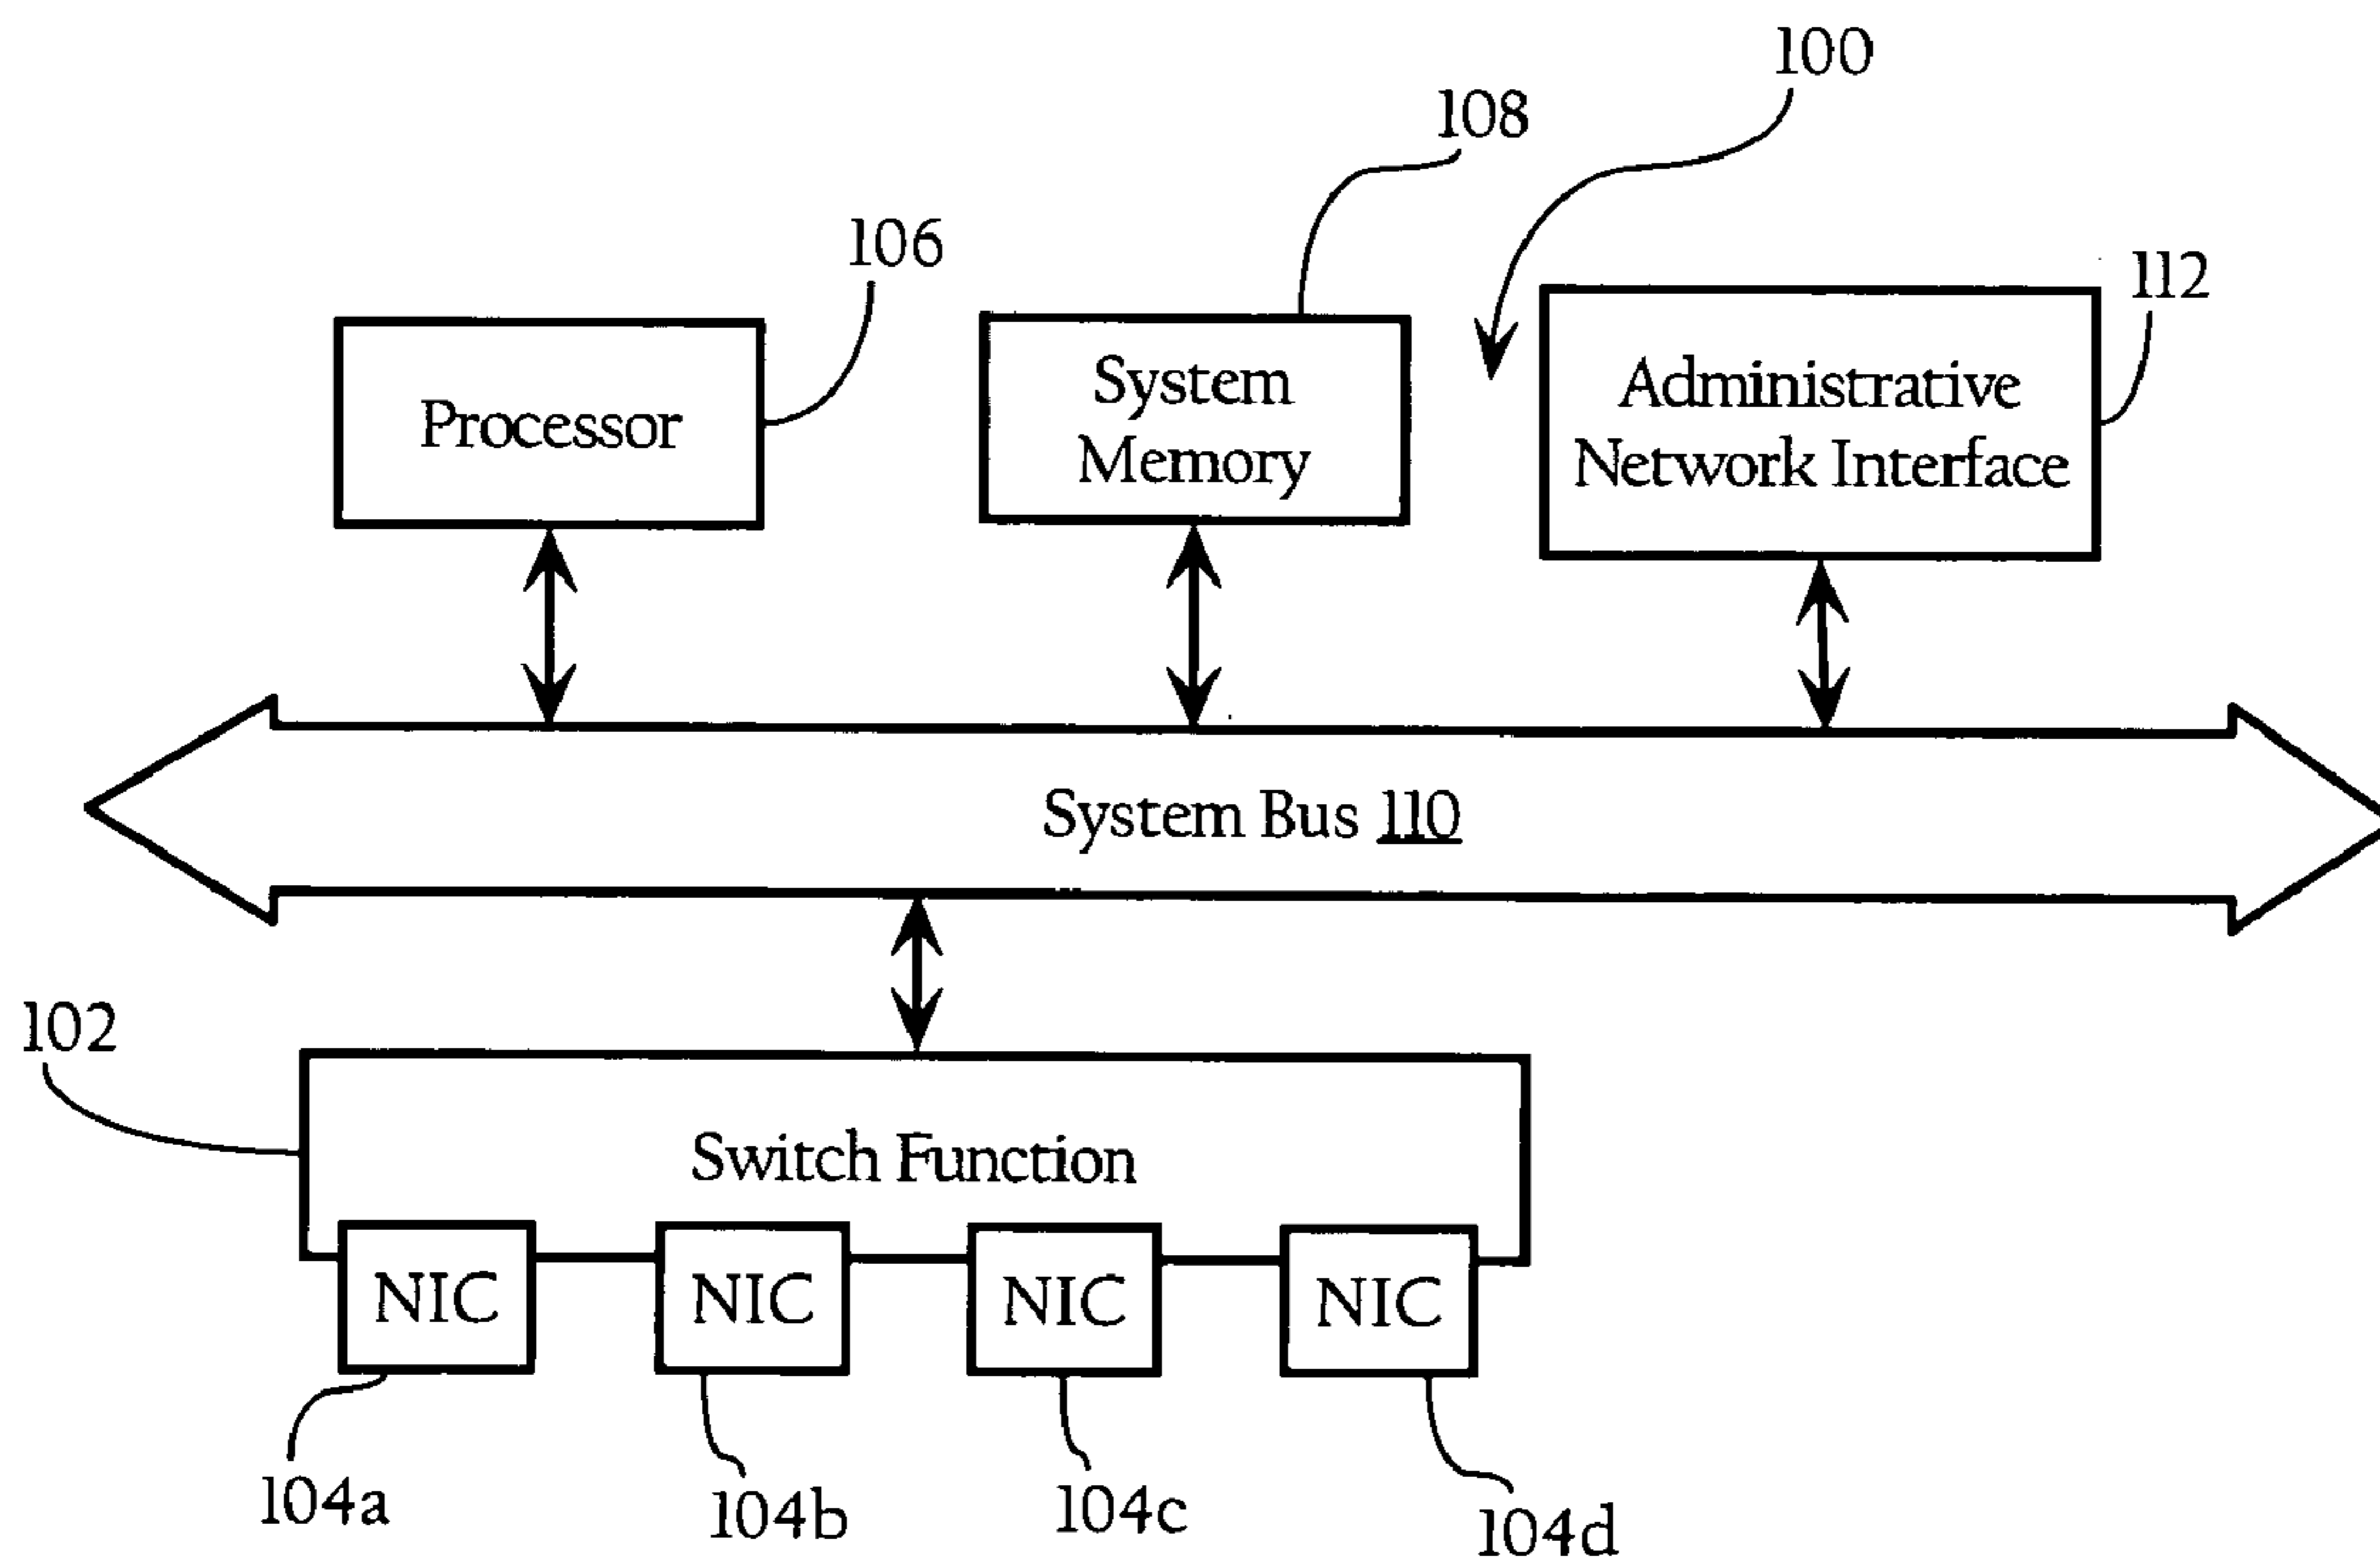 100
108
106
112
Processor
System
Memory
Administrative
Network Interface
System Bus 110
102
Switch Function
NIC
NIC
NIC
NIC
104a
104b
104c
104d